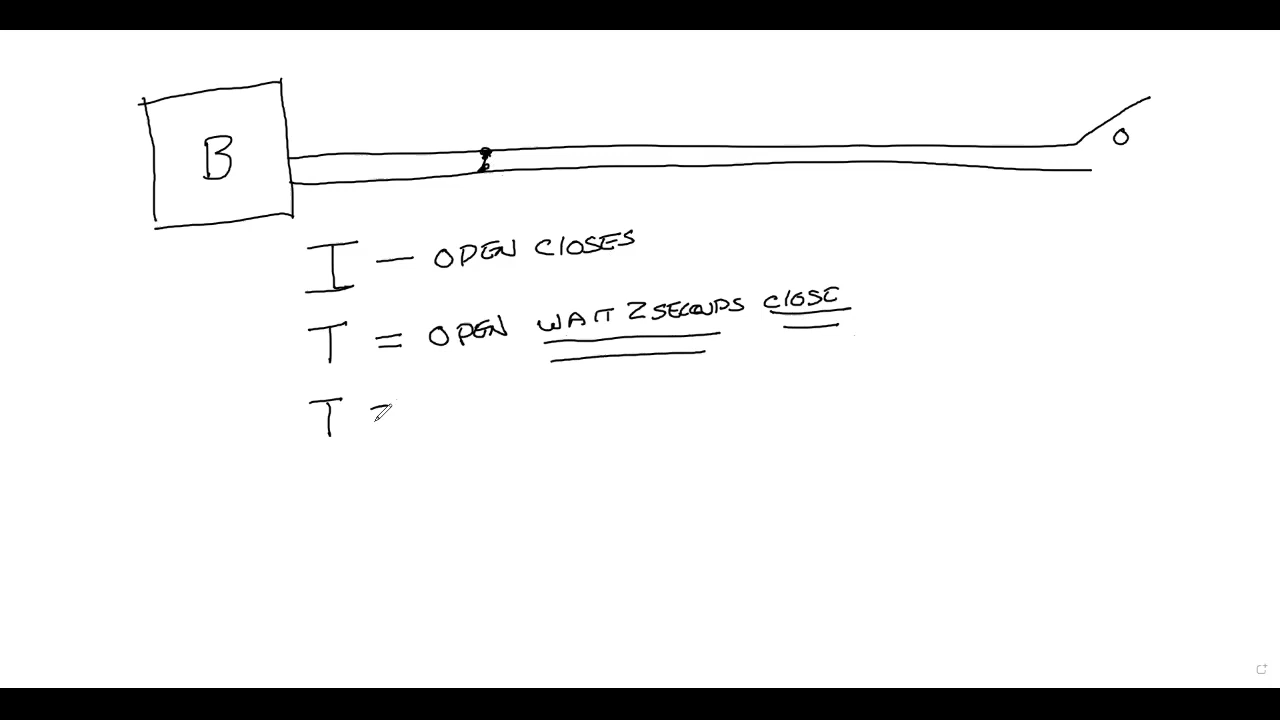 B
O
I — OPEN CLOSES
T = OPEN WAIT 2 SECONDS CLOSE
T =